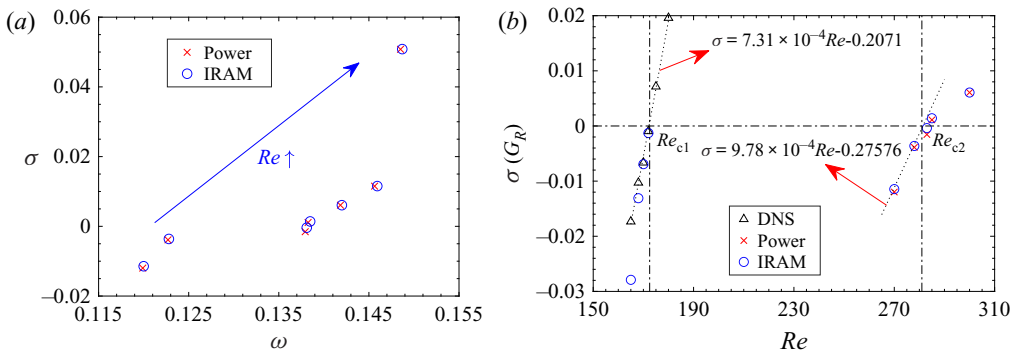 (a)
0.06
0.04
0.02
0
−0.02
σ
Power
IRAM
Re ↑
0.115
0.125
0.135
0.145
0.155
ω
(b)
0.02
0.01
0
−0.01
−0.02
−0.03
σ (G_R)
σ = 7.31 × 10⁻⁴Re-0.2071
Re_c1
Re_c2
σ = 9.78 × 10⁻⁴Re-0.27576
DNS
Power
IRAM
150
190
230
270
310
Re